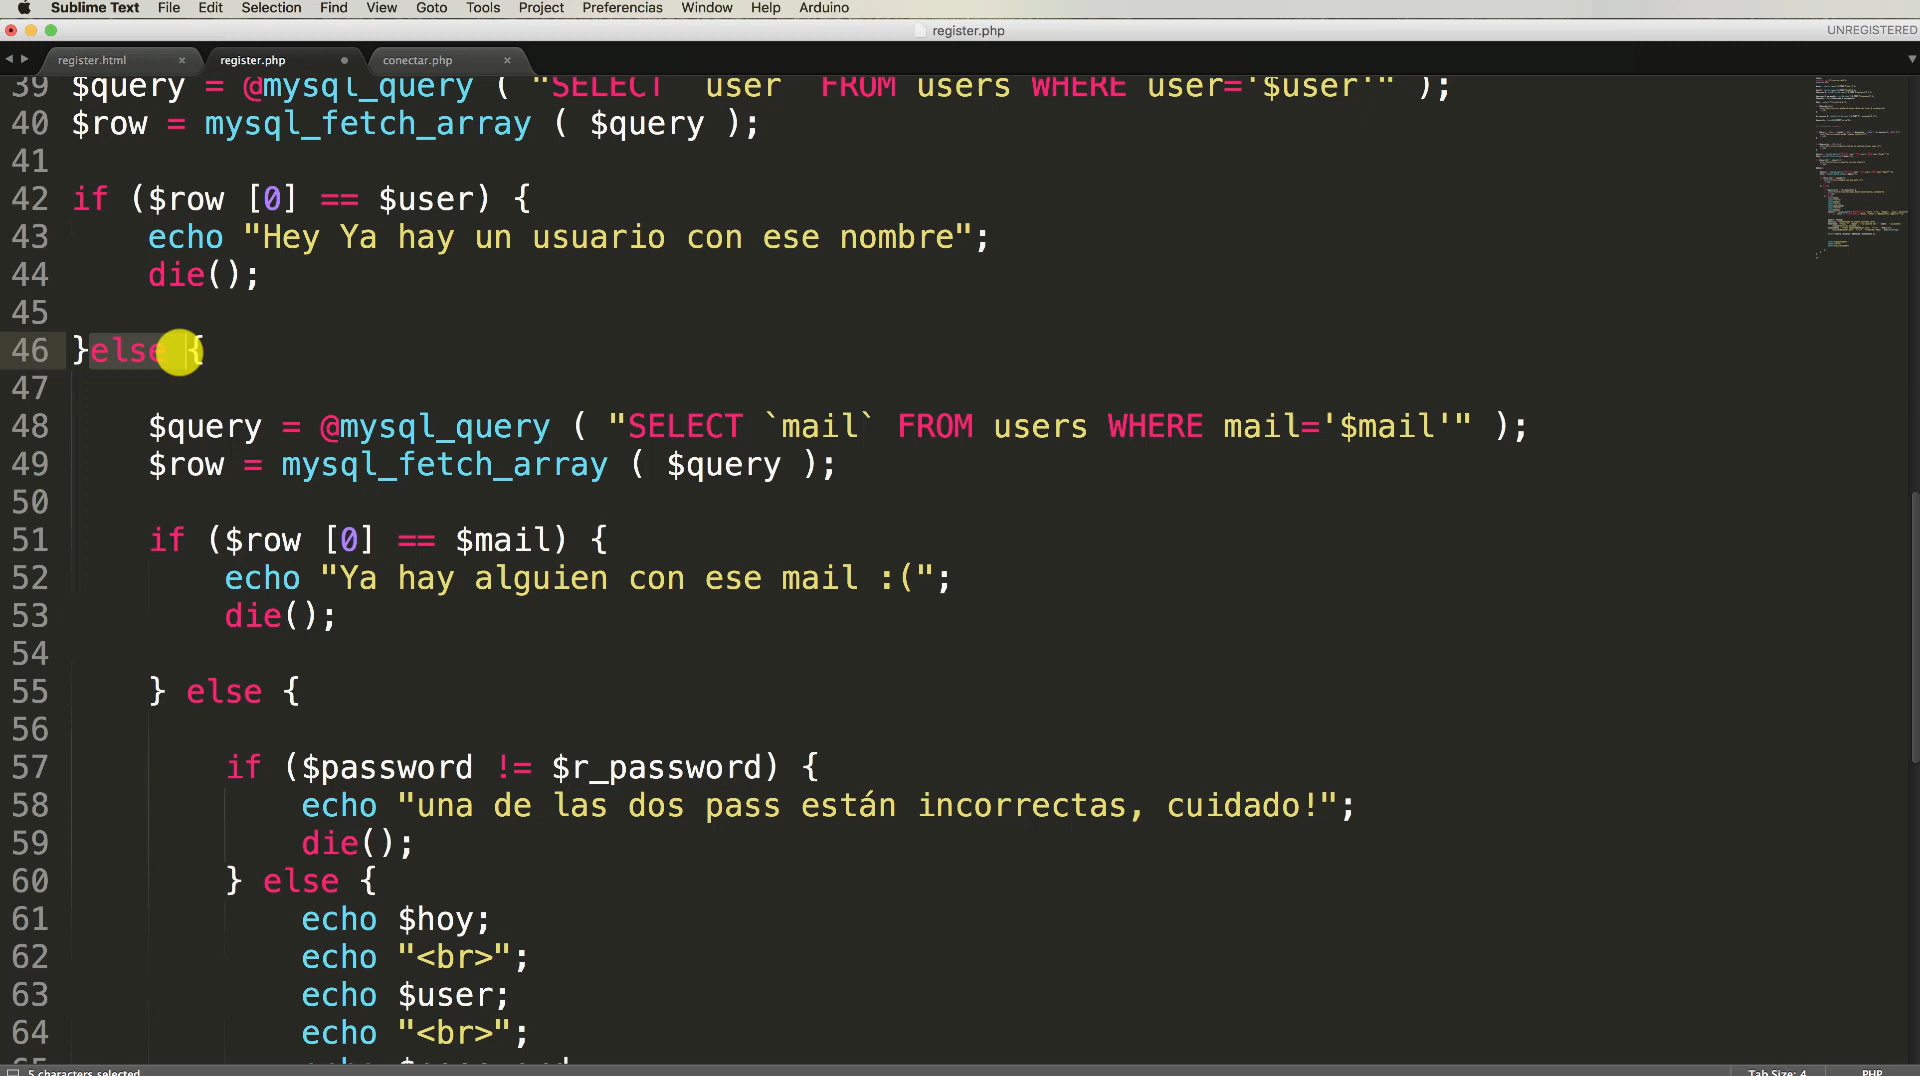 Sublime Text File Edit Selection Find View Goto Tools Project Preferencias Window Help Arduino
register.php UNREGISTERED
register.html register.php conectar.php
39 $query = @mysql_query ( "SELECT user FROM users WHERE user='$user'" );
40 $row = mysql_fetch_array ( $query );
41
42 if ($row [0] == $user) {
43 echo "Hey Ya hay un usuario con ese nombre";
44 die();
45
46 }else {
47
48 $query = @mysql_query ( "SELECT `mail` FROM users WHERE mail='$mail'" );
49 $row = mysql_fetch_array ( $query );
50
51 if ($row [0] == $mail) {
52 echo "Ya hay alguien con ese mail :(";
53 die();
54
55 } else {
56
57 if ($password != $r_password) {
58 echo "una de las dos pass están incorrectas, cuidado!";
59 die();
60 } else {
61 echo $hoy;
62 echo "<br>";
63 echo $user;
64 echo "<br>";
5 characters selected Tab Size: 4 PHP